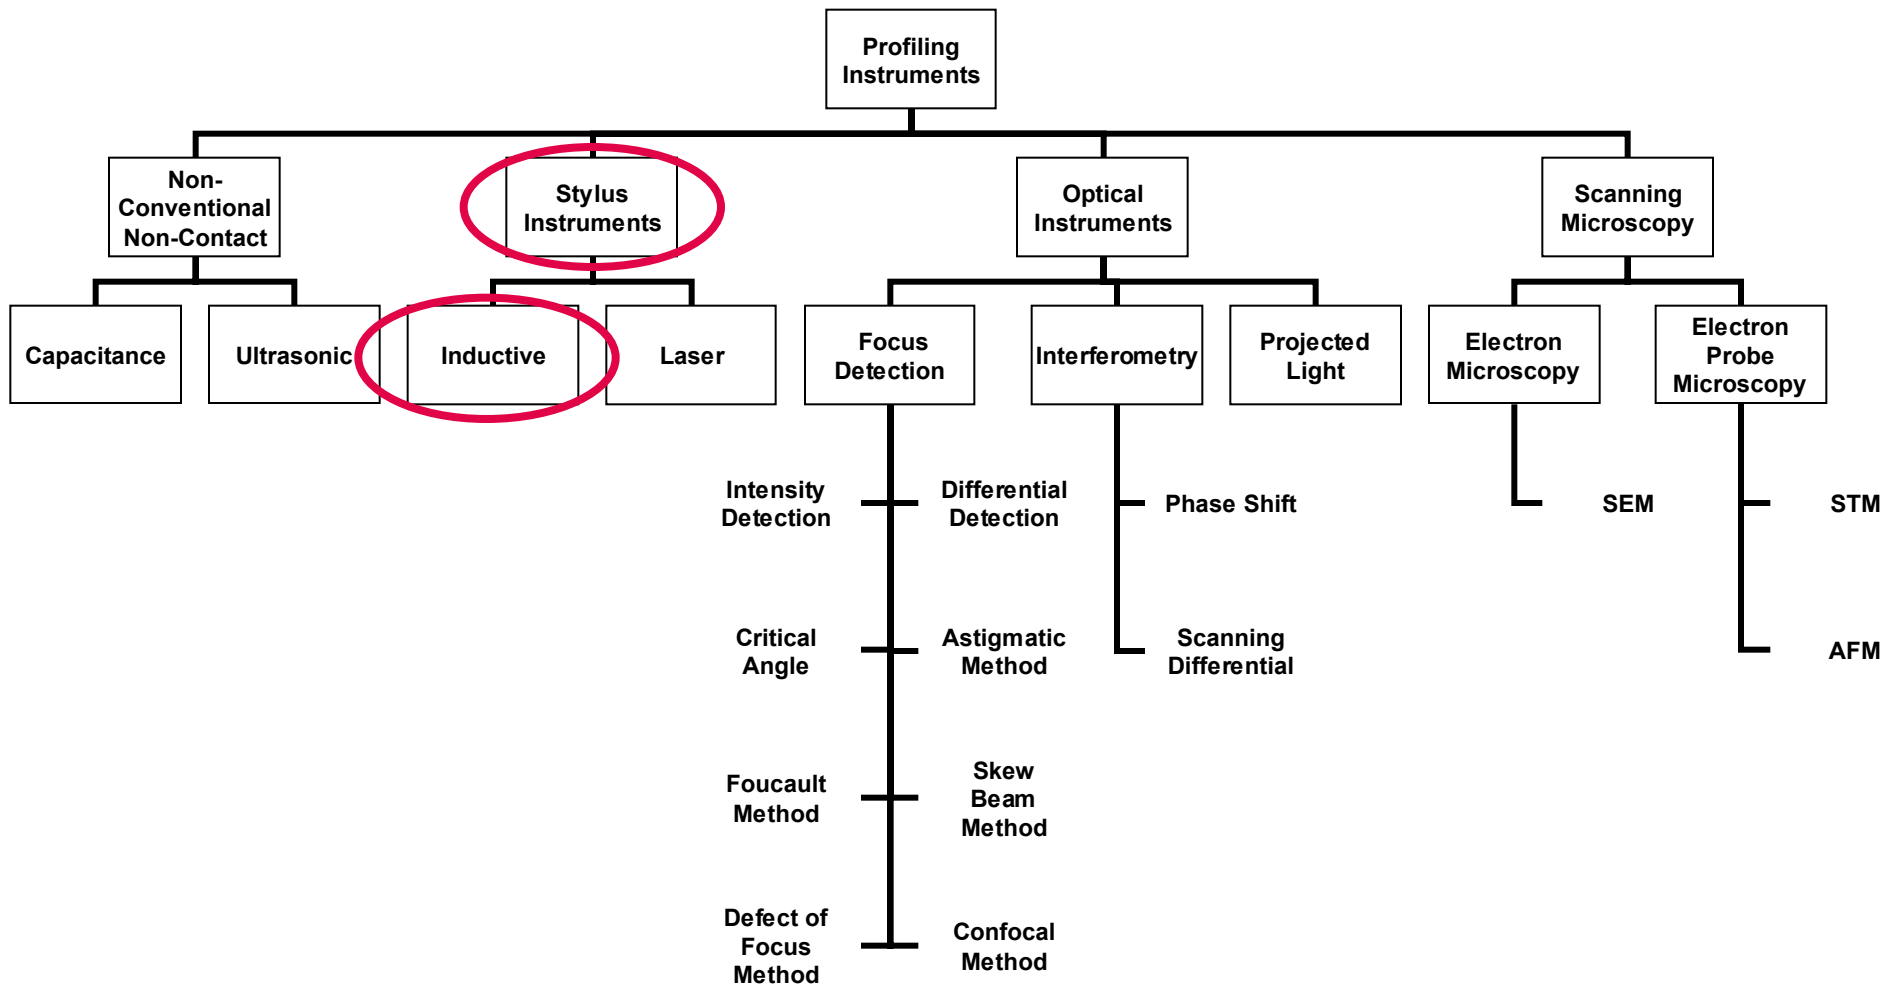 Profiling
Instruments
Non-
Conventional
Non-Contact
Stylus
Instruments
Optical
Instruments
Scanning
Microscopy
Capacitance
Ultrasonic
Inductive
Laser
Focus
Detection
Interferometry
Projected
Light
Electron
Microscopy
Electron
Probe
Microscopy
Intensity
Detection
Differential
Detection
Phase Shift
SEM
STM
Critical
Angle
Astigmatic
Method
Scanning
Differential
AFM
Foucault
Method
Skew
Beam
Method
Defect of
Focus
Method
Confocal
Method